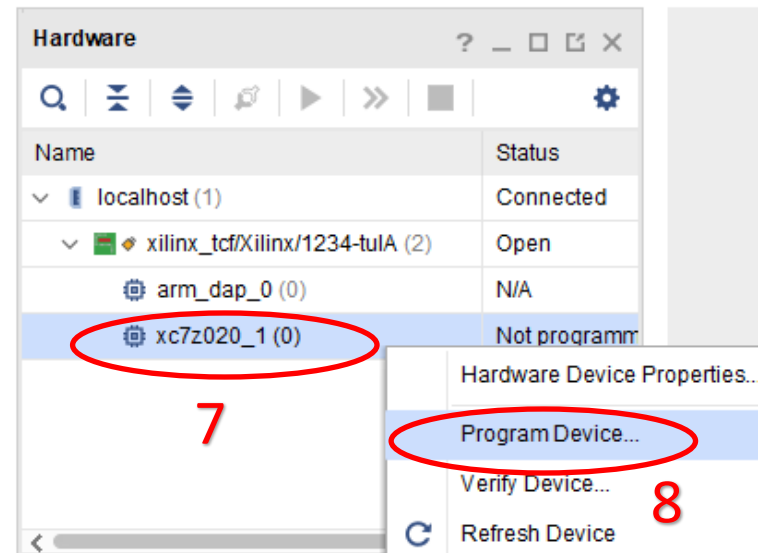 Hardware ?
Name Status
localhost (1) Connected
xilinx_tcf/Xilinx/1234-tulA (2) Open
arm_dap_0 (0) N/A
xc7z020_1 (0) Not programm
7
Hardware Device Properties...
Program Device...
Verify Device...
8
Refresh Device